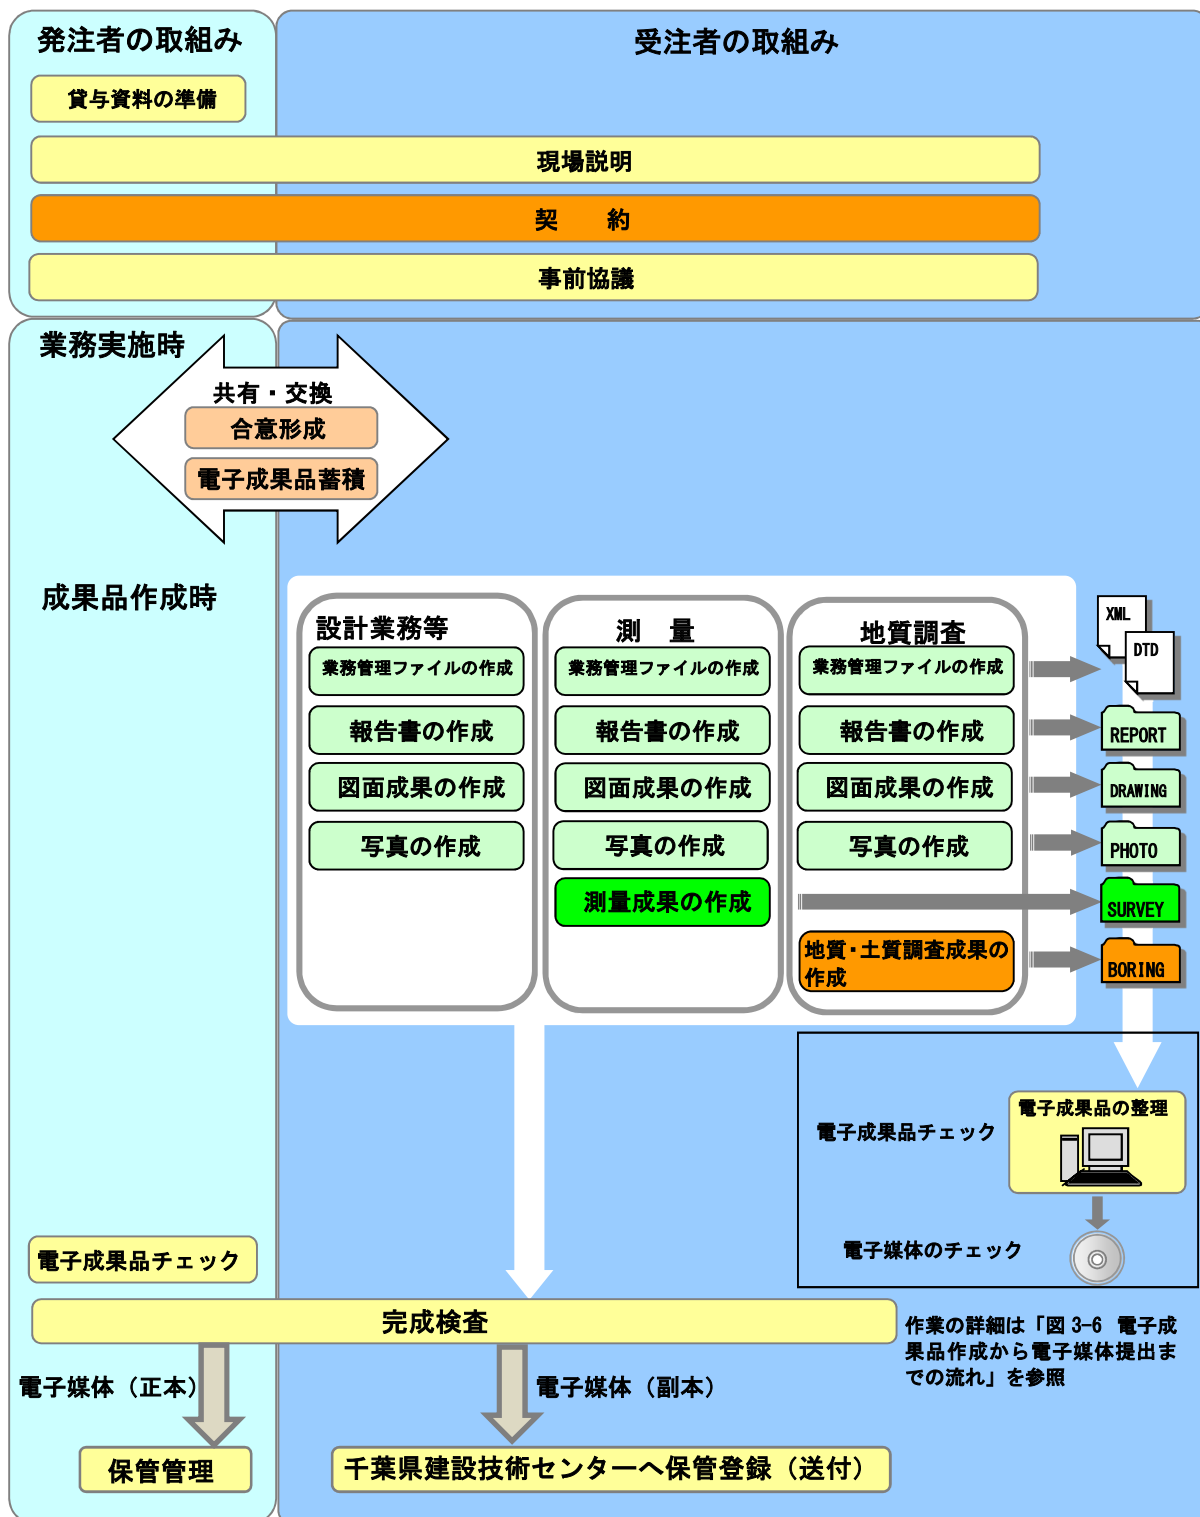 発注者の取組み
受注者の取組み
貸与資料の準備
現場説明
契　　約
事前協議
業務実施時
共有・交換
合意形成
電子成果品蓄積
成果品作成時
設計業務等
業務管理ファイルの作成
報告書の作成
図面成果の作成
写真の作成
測　量
業務管理ファイルの作成
報告書の作成
図面成果の作成
写真の作成
測量成果の作成
地質調査
業務管理ファイルの作成
報告書の作成
図面成果の作成
写真の作成
地質・土質調査成果の
作成
XML
DTD
REPORT
DRAWING
PHOTO
SURVEY
BORING
電子成果品の整理
電子成果品チェック
電子媒体のチェック
電子成果品チェック
完成検査
作業の詳細は「図 3-6 電子成
果品作成から電子媒体提出ま
での流れ」を参照
電子媒体（正本）
電子媒体（副本）
保管管理
千葉県建設技術センターへ保管登録（送付）